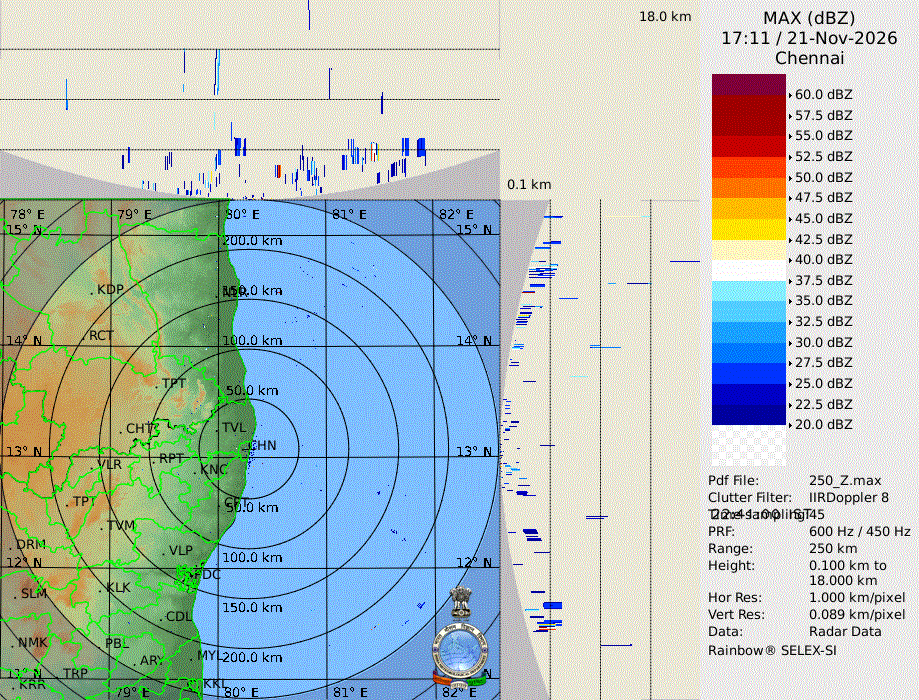 18.0 km
0.1 km
MAX (dBZ)
17:11 / 21-Nov-2026
Chennai
60.0 dBZ
57.5 dBZ
55.0 dBZ
52.5 dBZ
50.0 dBZ
47.5 dBZ
45.0 dBZ
42.5 dBZ
40.0 dBZ
37.5 dBZ
35.0 dBZ
32.5 dBZ
30.0 dBZ
27.5 dBZ
25.0 dBZ
22.5 dBZ
20.0 dBZ
Pdf File: 250_Z.max
Clutter Filter: IIRDoppler 8
Time sampling:45
PRF: 600 Hz / 450 Hz
Range: 250 km
Height: 0.100 km to
18.000 km
Hor Res: 1.000 km/pixel
Vert Res: 0.089 km/pixel
Data: Radar Data
Rainbow® SELEX-SI
78° E 79° E 80° E 81° E 82° E
15° N 15° N
200.0 km
KDP
NLR 150.0 km
RCT
14° N 100.0 km 14° N
TPT
50.0 km
CHT TVL
CHN
13° N 13° N
VLR RPT KNC
TPT
50.0 km
TVM
DRM VLP 100.0 km
12° N 12° N
PDC
SLM KLK
150.0 km
CDL
NMK PBL
ARY MYL 200.0 km
TRP 11° N
KRR KKL
79° E 80° E 81° E 82° E